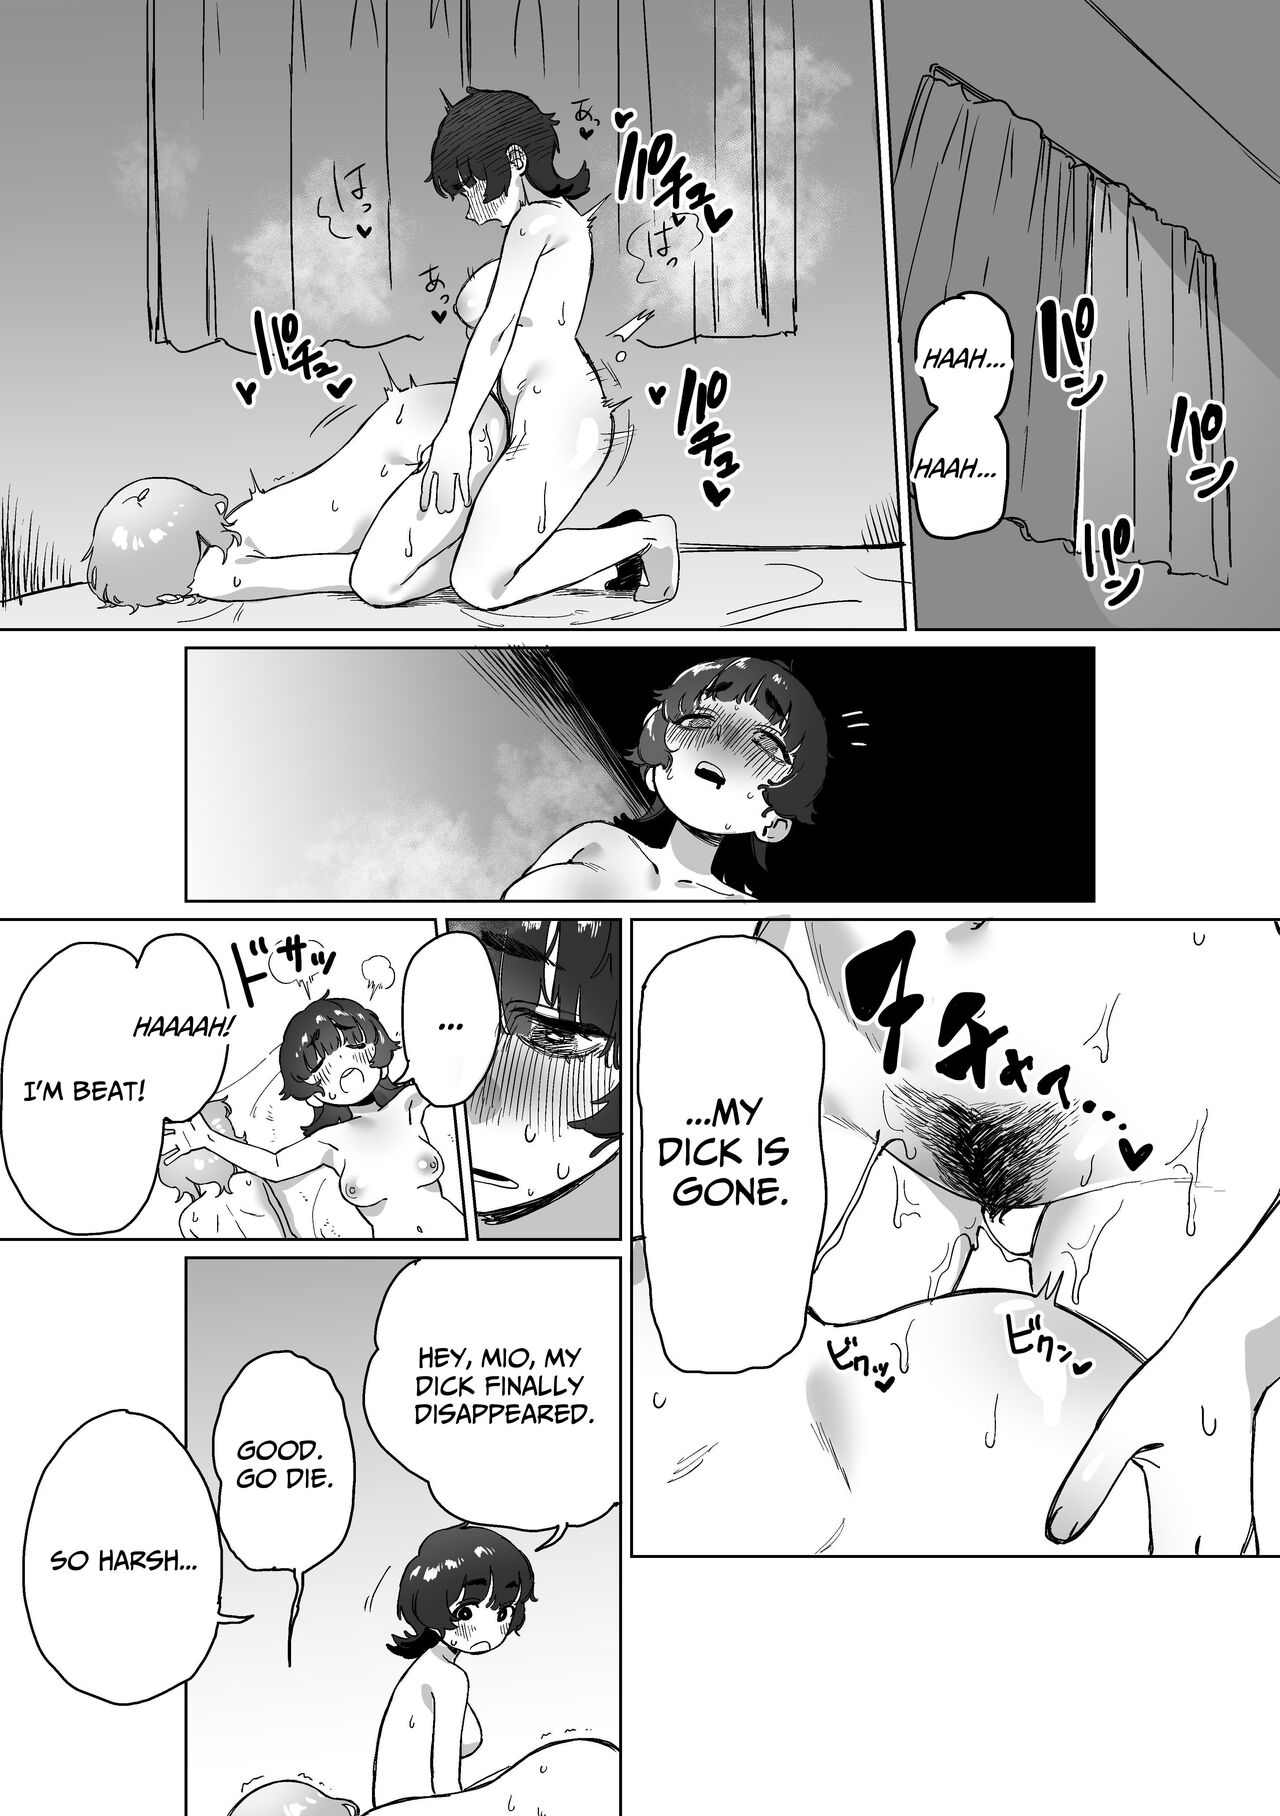 HAAH...
HAAH...
パン
パン
パン
あっ
パチュ
はっ
ばっ
あっ
パチュ
パチュ
...MY
DICK IS
GONE.
ビクッ
ビクン
...
ドサッ
HAAAAH!
I'M BEAT!
HEY, MIO, MY
DICK FINALLY
DISAPPEARED.
GOOD.
GO DIE.
SO HARSH...